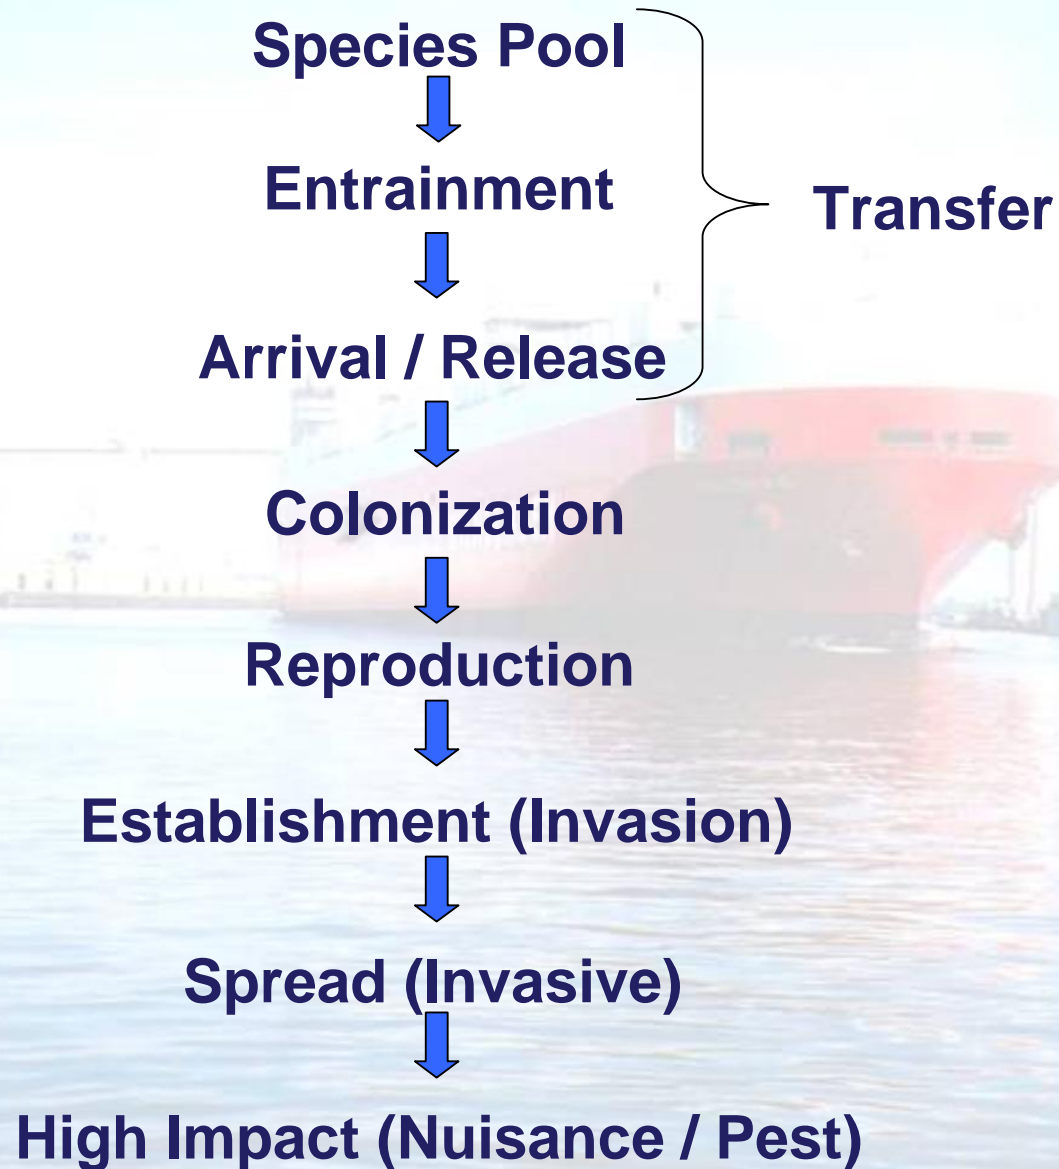 Species Pool
Entrainment
Transfer
Arrival / Release
Colonization
Reproduction
Establishment (Invasion)
Spread (Invasive)
High Impact (Nuisance / Pest)